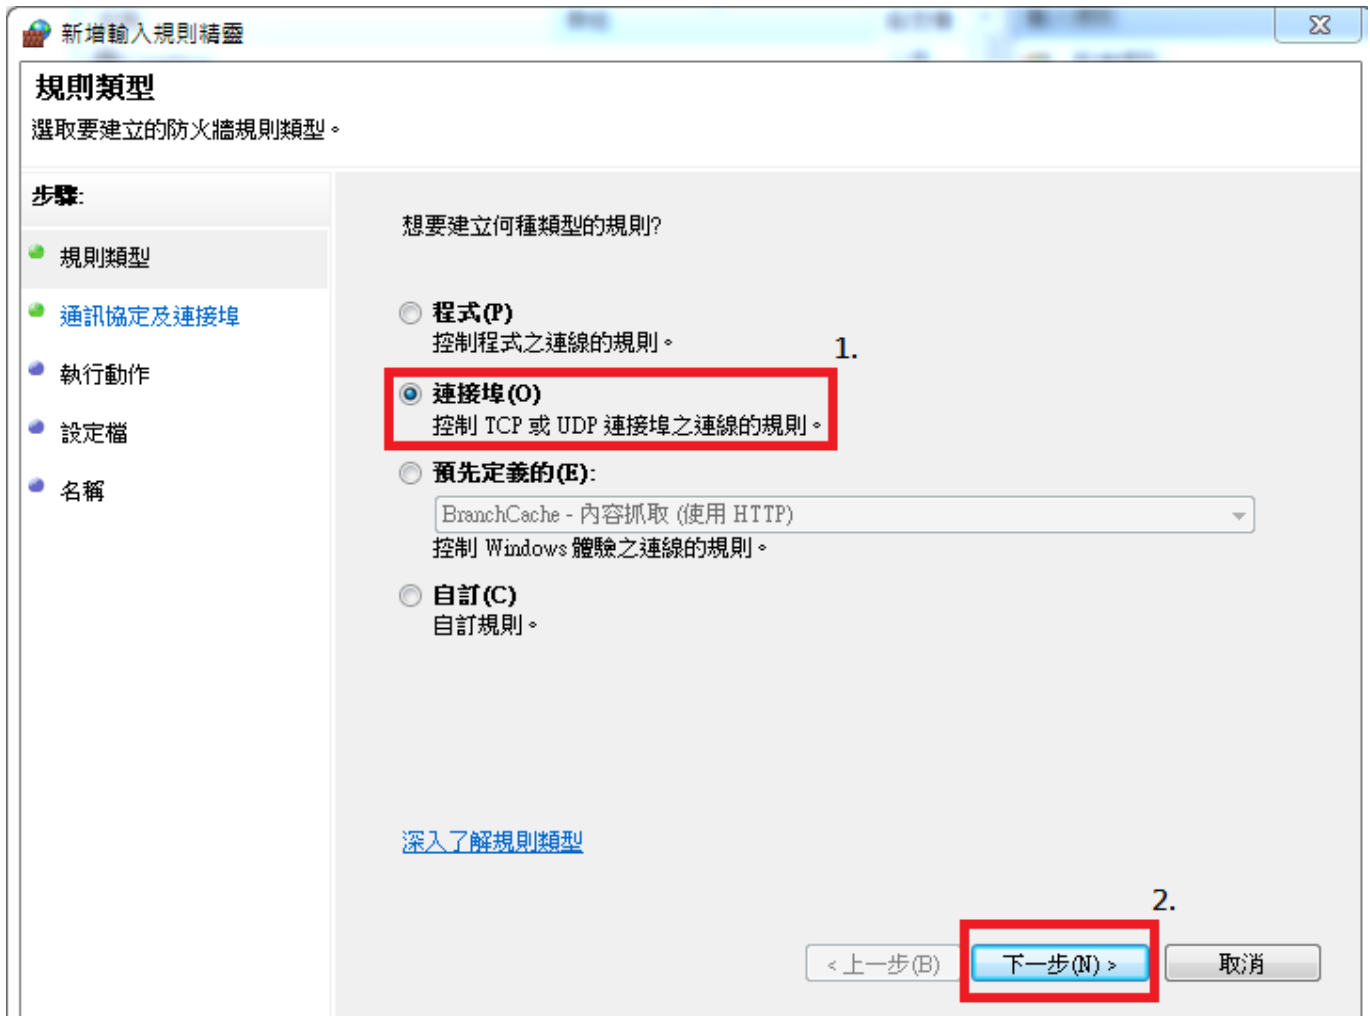 新增輸入規則精靈
規則類型
選取要建立的防火牆規則類型。
步驟:
規則類型
通訊協定及連接埠
執行動作
設定檔
名稱
想要建立何種類型的規則?
程式(P)
控制程式之連線的規則。
1.
連接埠(O)
控制 TCP 或 UDP 連接埠之連線的規則。
預先定義的(E):
BranchCache - 內容抓取 (使用 HTTP)
控制 Windows 體驗之連線的規則。
自訂(C)
自訂規則。
深入了解規則類型
2.
< 上一步(B)
下一步(N) >
取消